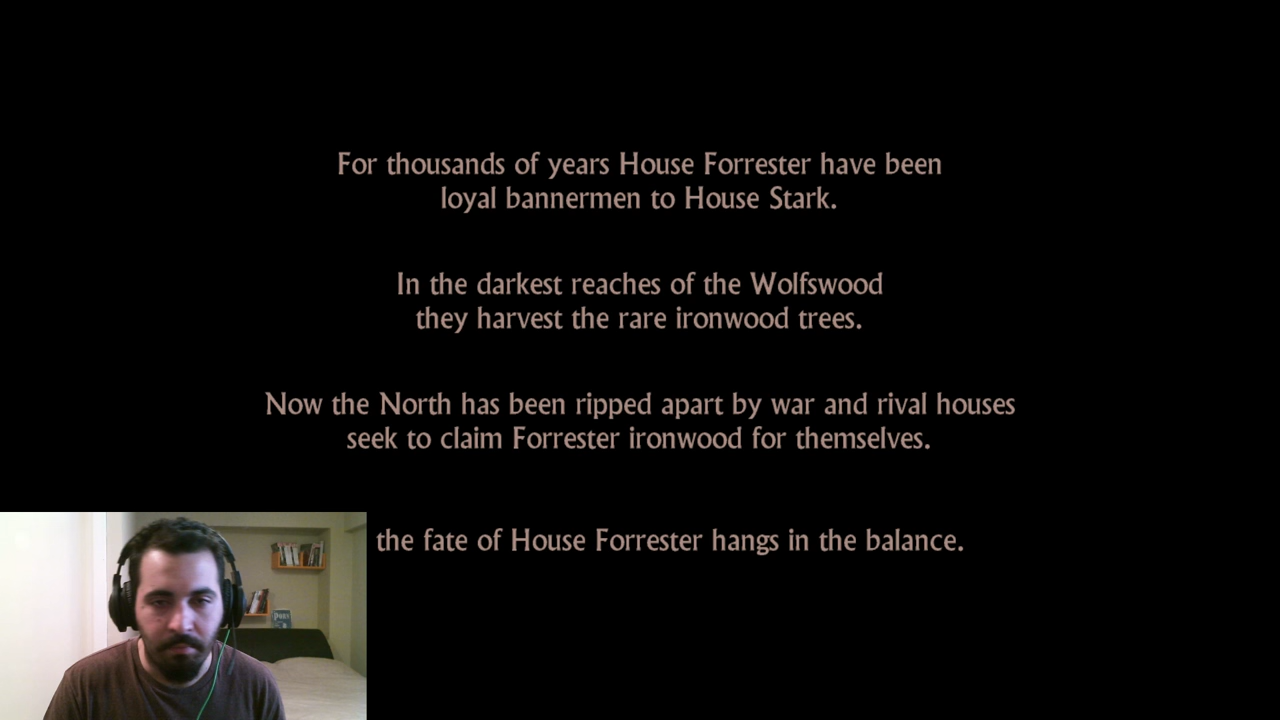 For thousands of years House Forrester have been
loyal bannermen to House Stark.
In the darkest reaches of the Wolfswood
they harvest the rare ironwood trees.
Now the North has been ripped apart by war and rival houses
seek to claim Forrester ironwood for themselves.
the fate of House Forrester hangs in the balance.